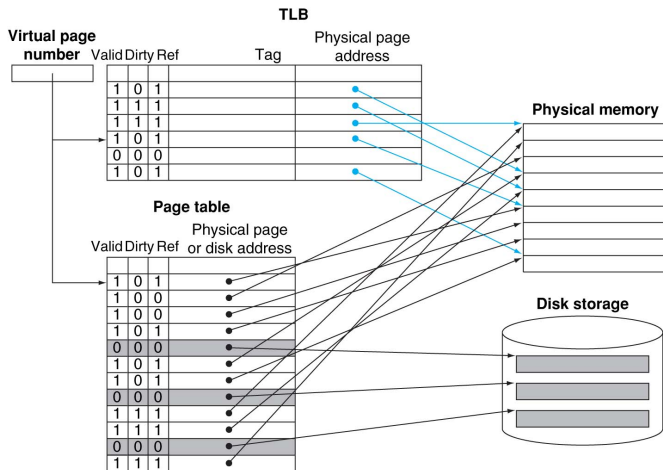 TLB
Virtual page
number
Valid Dirty Ref Tag Physical page
address
1 0 1
1 1 1
1 1 1
1 0 1
0 0 0
1 0 1
Physical memory
Page table
Valid Dirty Ref Physical page
or disk address
1 0 1
1 0 0
1 0 0
1 0 1
0 0 0
1 0 1
1 0 1
0 0 0
1 1 1
1 1 1
0 0 0
1 1 1
Disk storage